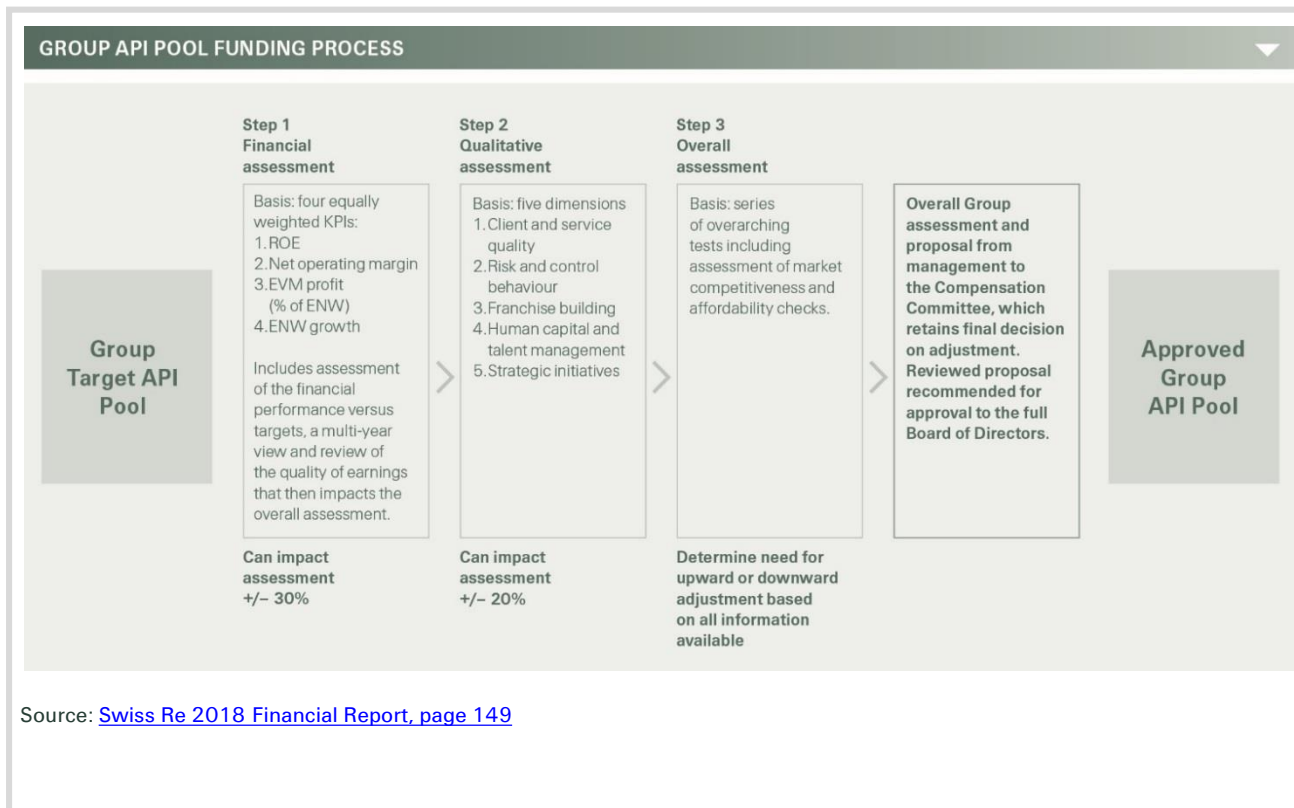 GROUP API POOL FUNDING PROCESS
Group
Target API
Pool
Step 1
Financial
assessment
Basis: four equally
weighted KPIs:
1. ROE
2. Net operating margin
3. EVM profit
(% of ENW)
4. ENW growth
Includes assessment
of the financial
performance versus
targets, a multi-year
view and review of
the quality of earnings
that then impacts the
overall assessment.
Can impact
assessment
+/– 30%
Step 2
Qualitative
assessment
Basis: five dimensions
1. Client and service
quality
2. Risk and control
behaviour
3. Franchise building
4. Human capital and
talent management
5. Strategic initiatives
Can impact
assessment
+/– 20%
Step 3
Overall
assessment
Basis: series
of overarching
tests including
assessment of market
competitiveness and
affordability checks.
Determine need for
upward or downward
adjustment based
on all information
available
Overall Group
assessment and
proposal from
management to
the Compensation
Committee, which
retains final decision
on adjustment.
Reviewed proposal
recommended for
approval to the full
Board of Directors.
Approved
Group
API Pool
Source: Swiss Re 2018 Financial Report, page 149